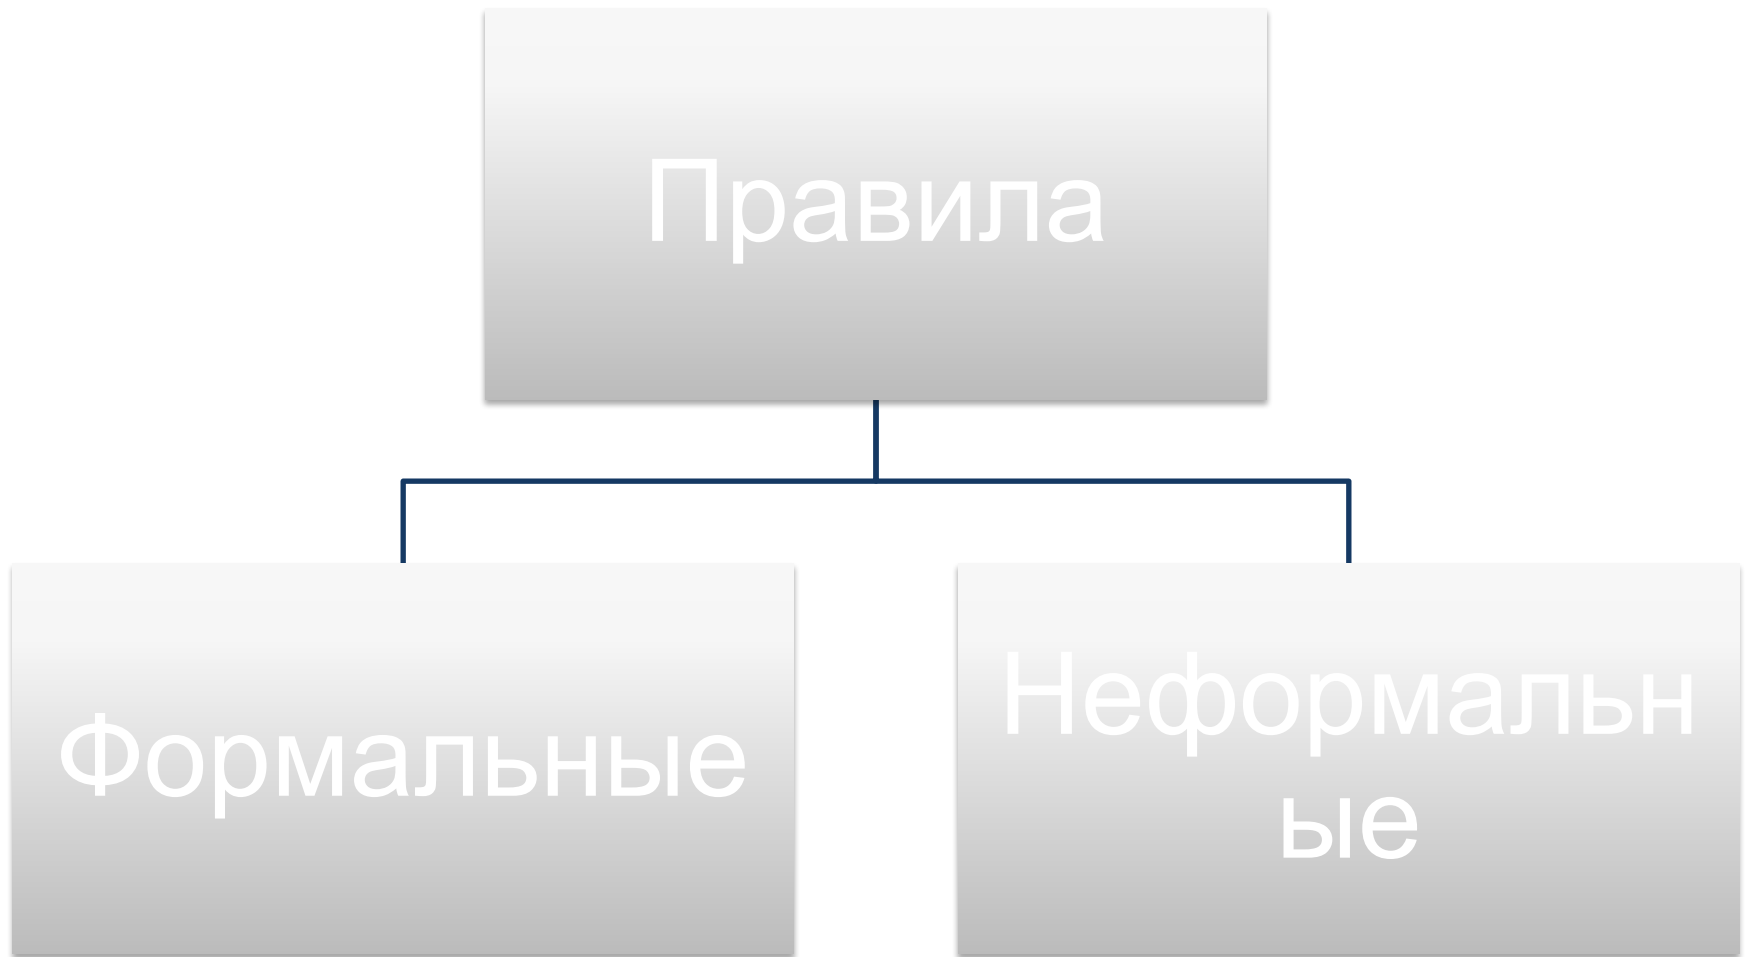 Правила
Формальные
Неформальн
ые